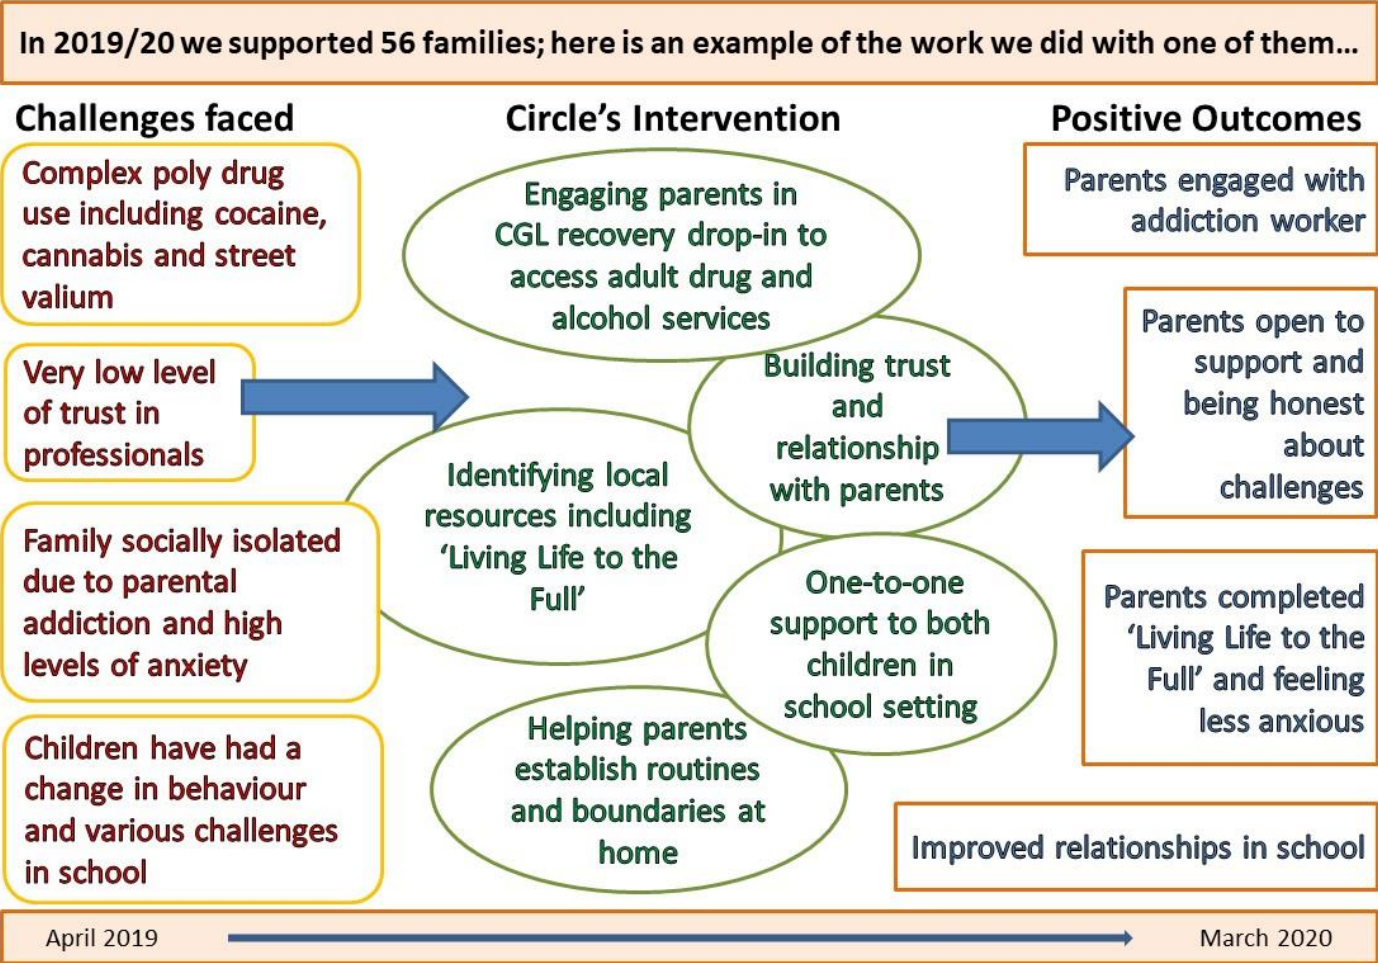 In 2019/20 we supported 56 families; here is an example of the work we did with one of them...
Challenges faced
Complex poly drug
use including cocaine,
cannabis and street
valium
Very low level
of trust in
professionals
Family socially isolated
due to parental
addiction and high
levels of anxiety
Children have had a
change in behaviour
and various challenges
in school
Circle's Intervention
Engaging parents in
CGL recovery drop-in to
access adult drug and
alcohol services
Building trust
and
relationship
with parents
Identifying local
resources including
‘Living Life to the
Full’
One-to-one
support to both
children in
school setting
Helping parents
establish routines
and boundaries at
home
Positive Outcomes
Parents engaged with
addiction worker
Parents open to
support and
being honest
about
challenges
Parents completed
‘Living Life to the
Full’ and feeling
less anxious
Improved relationships in school
April 2019
March 2020